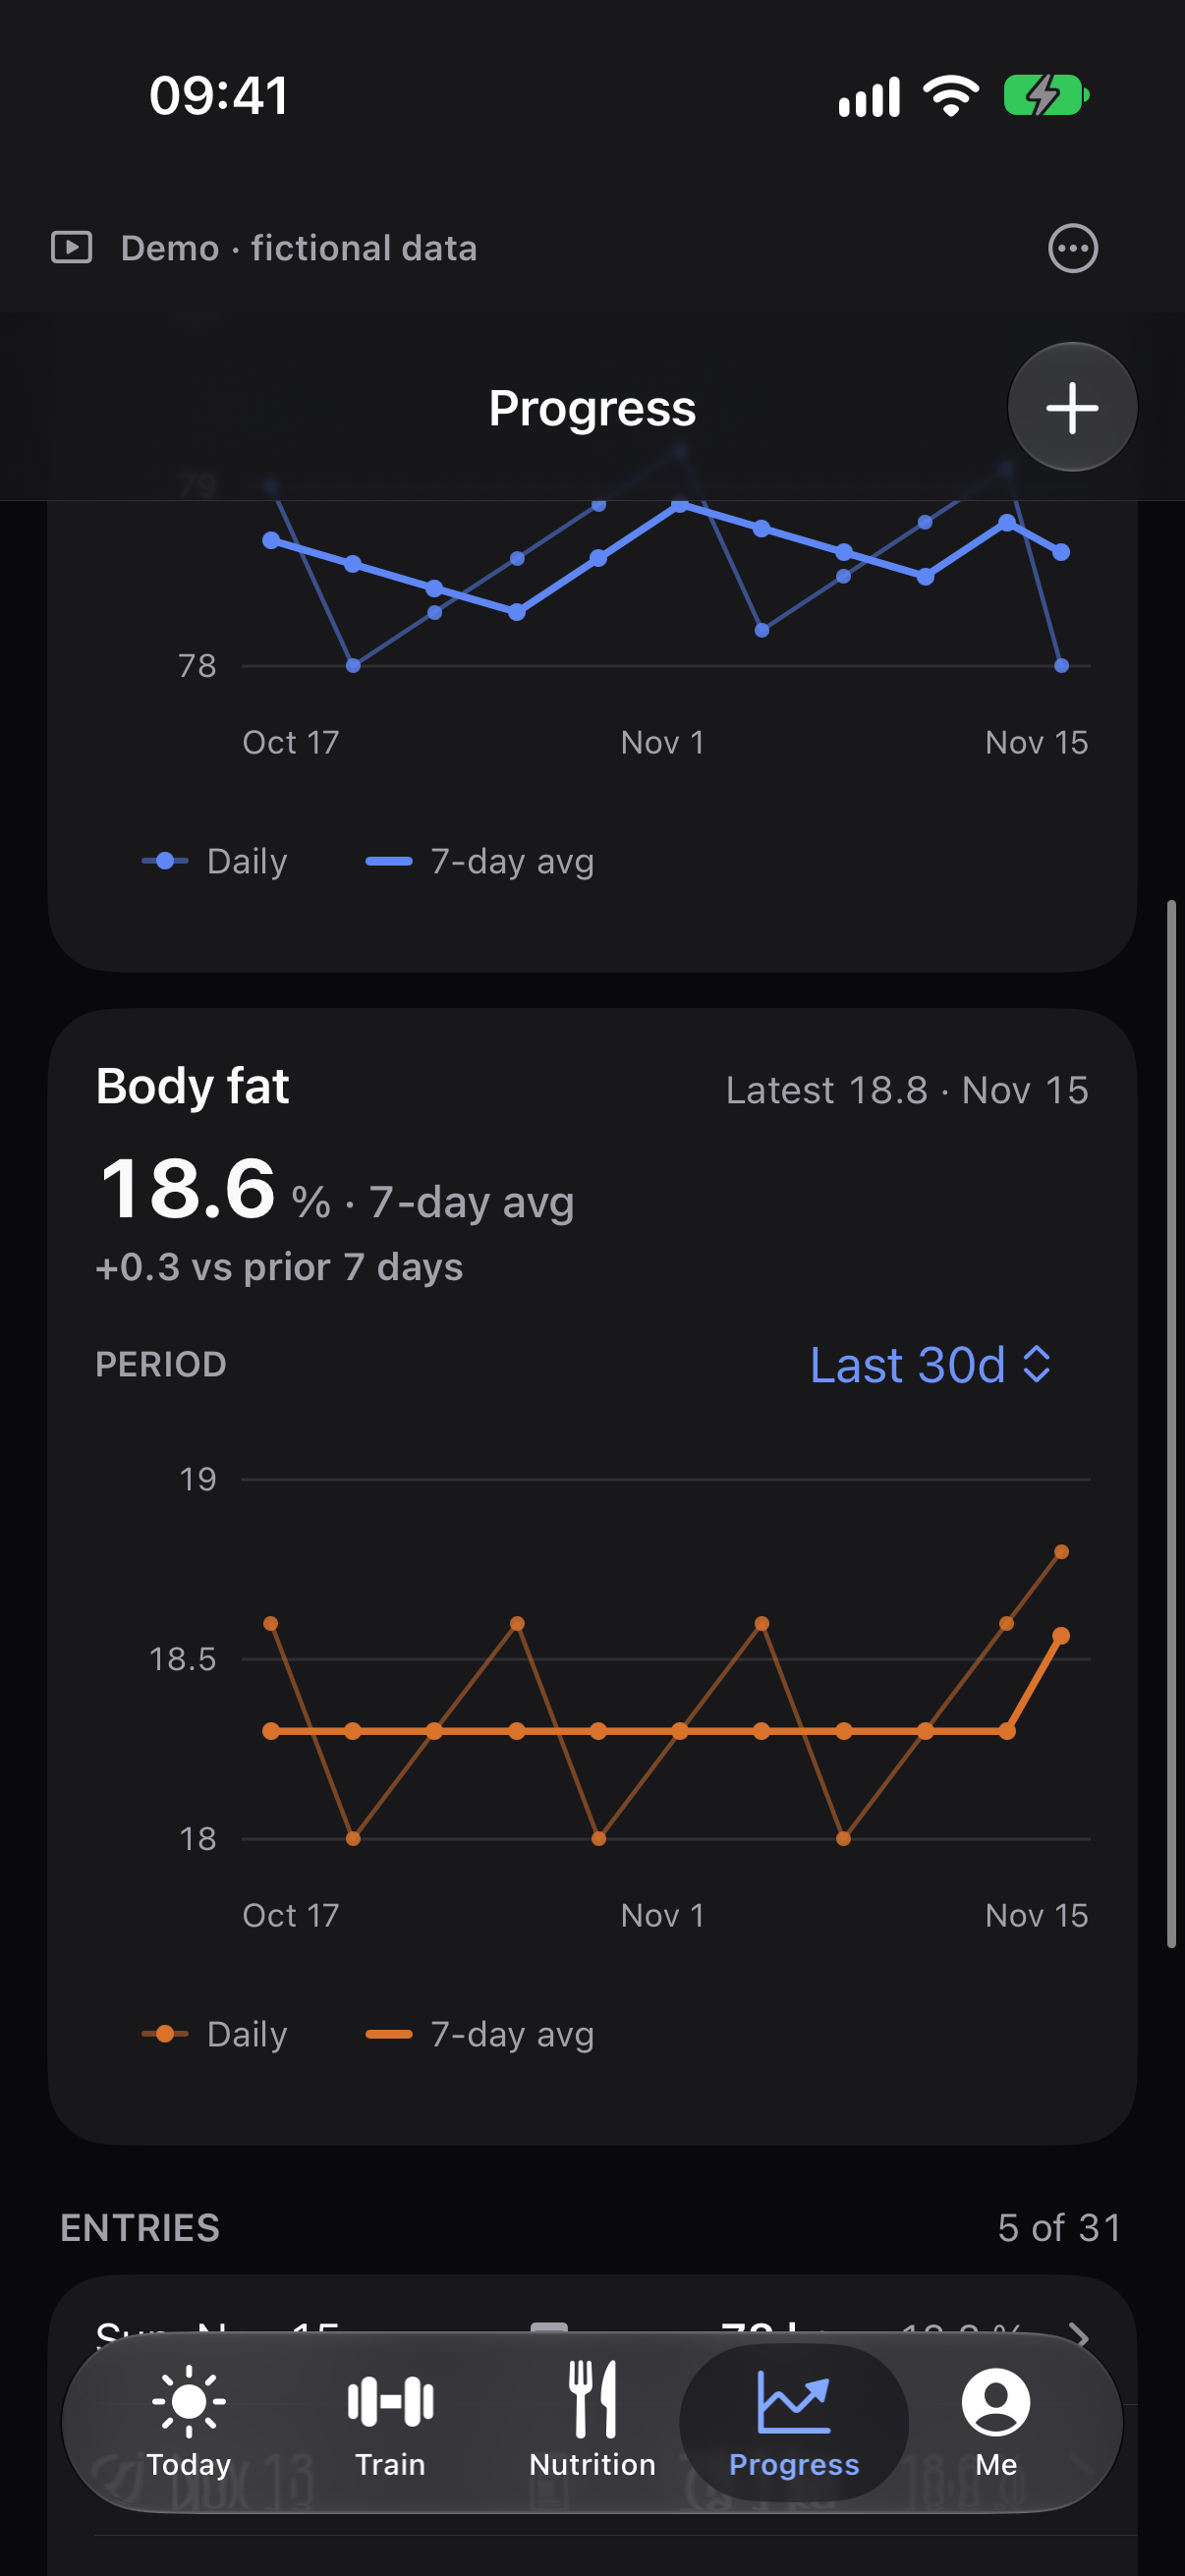 09:41
Demo · fictional data
Progress
79
78
Oct 17 Nov 1 Nov 15
Daily 7-day avg
Body fat
Latest 18.8 · Nov 15
18.6 % · 7-day avg
+0.3 vs prior 7 days
PERIOD
Last 30d
19
18.5
18
Oct 17 Nov 1 Nov 15
Daily 7-day avg
ENTRIES
5 of 31
Today Train Nutrition Progress Me